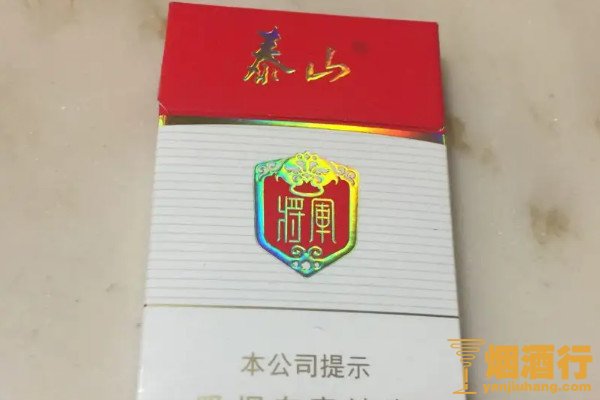 泰山
将軍
本公司提示
烟酒行
yanjiuhang.com